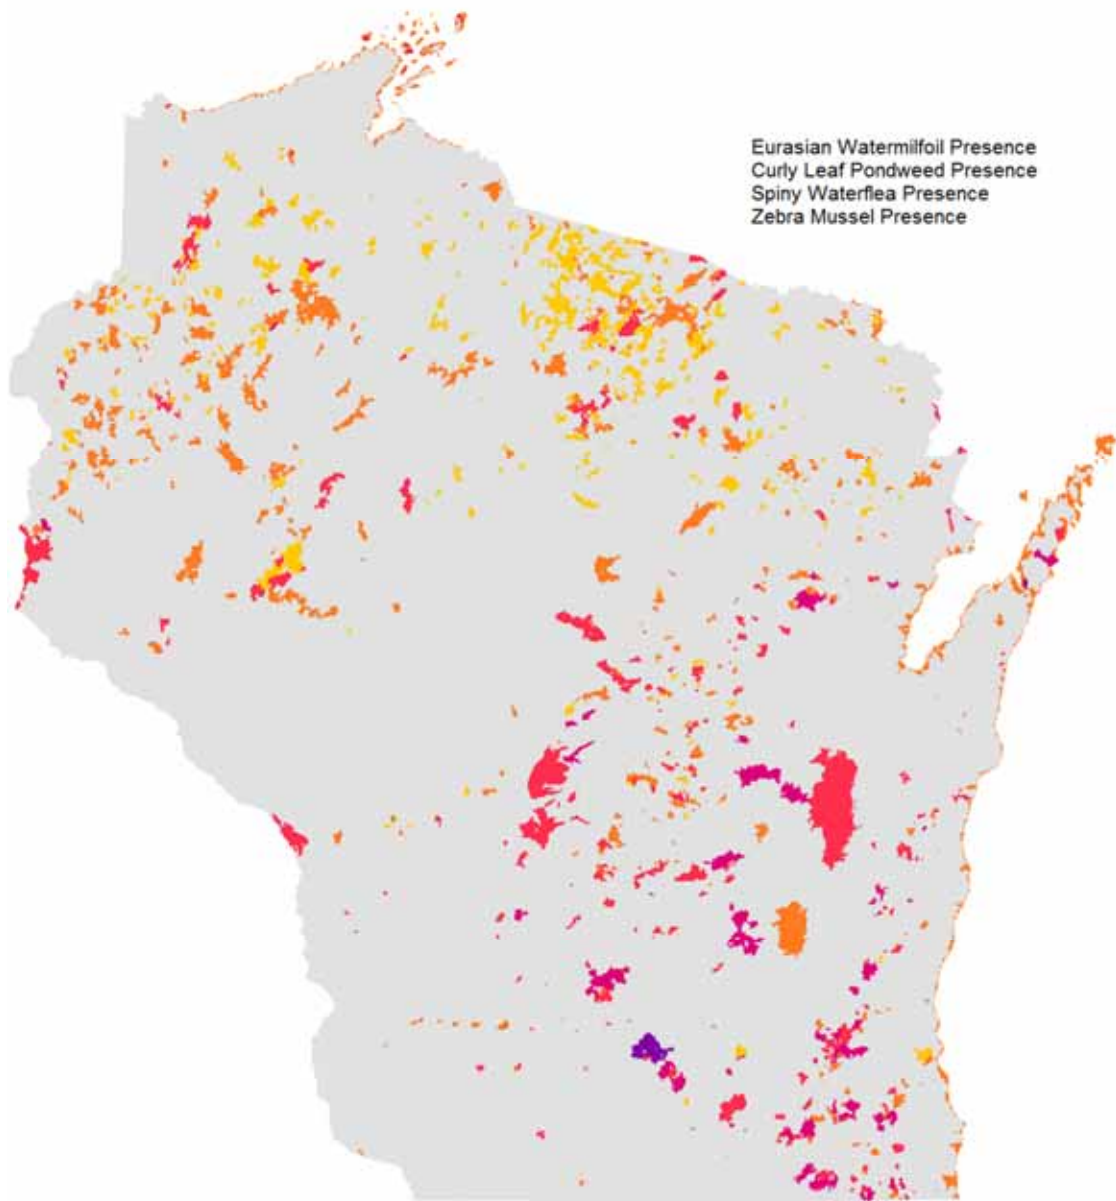 Eurasian Watermilfoil Presence
Curly Leaf Pondweed Presence
Spiny Waterflea Presence
Zebra Mussel Presence